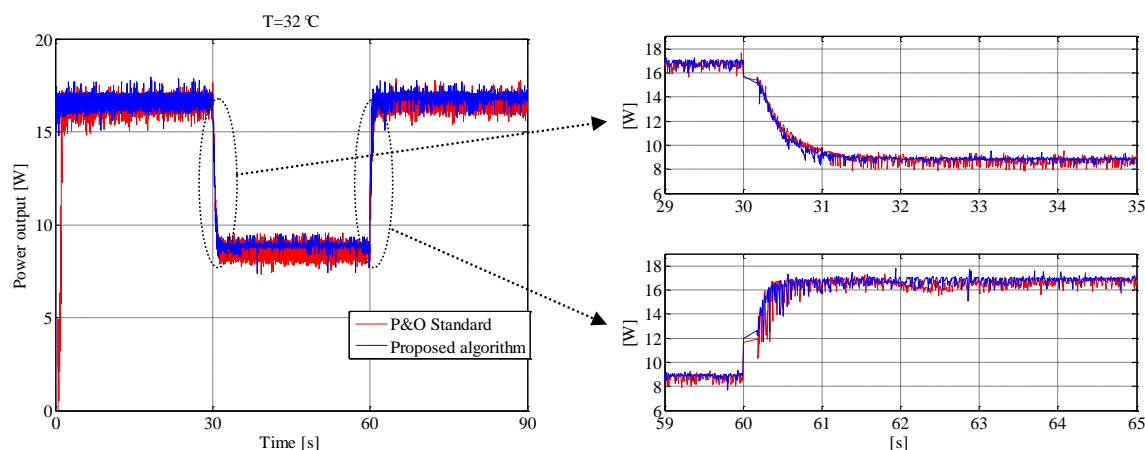 T=32 °C
20
15
10
5
0
0 30 60 90
Power output [W]
Time [s]
P&O Standard
Proposed algorithm
18
16
14
12
10
8
6
29 30 31 32 33 34 35
[W]
18
16
14
12
10
8
6
59 60 61 62 63 64 65
[W]
[s]